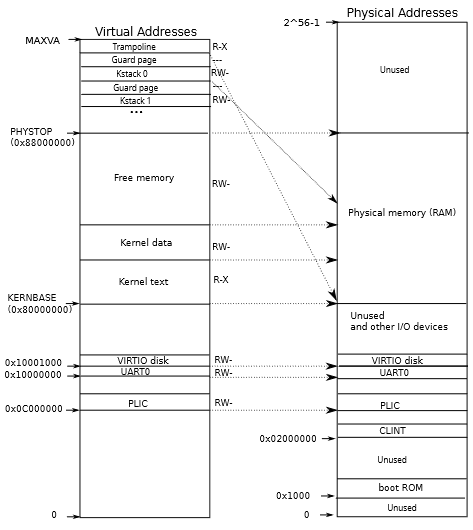 Virtual Addresses
MAXVA
Trampoline
R-X
Guard page
---
Kstack 0
RW-
Guard page
---
Kstack 1
RW-
...
PHYSTOP
(0x88000000)
Free memory
RW-
Kernel data
RW-
Kernel text
R-X
KERNBASE
(0x80000000)
0x10001000
VIRTIO disk
RW-
0x10000000
UART0
RW-
0x0C000000
PLIC
RW-
0
Physical Addresses
2^56-1
Unused
Physical memory (RAM)
Unused
and other I/O devices
VIRTIO disk
UART0
PLIC
CLINT
0x02000000
Unused
boot ROM
0x1000
Unused
0